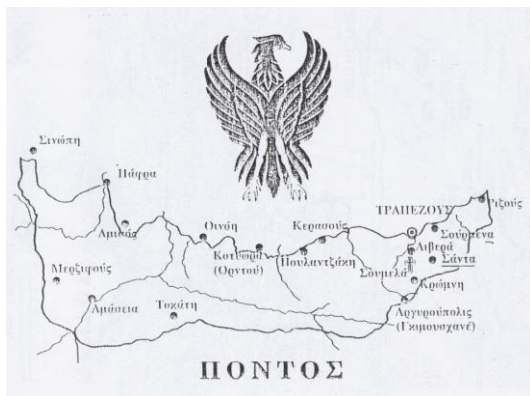 Σινώπη
Πάφρα
Ριζούς
ΤΡΑΠΕΖΟΥΣ
Αμισός
Οινόη
Κερασούς
Σούρμενα
Κοτύωρα
(Ορντού)
Λιβερά
Πουλαντζάκη
Σουμελά
Σάντα
Μερζιφούς
Κρώμνη
Αμάσεια
Τοκάτη
Αργυρούπολις
(Γκιμουσχανέ)
ΠΟΝΤΟΣ